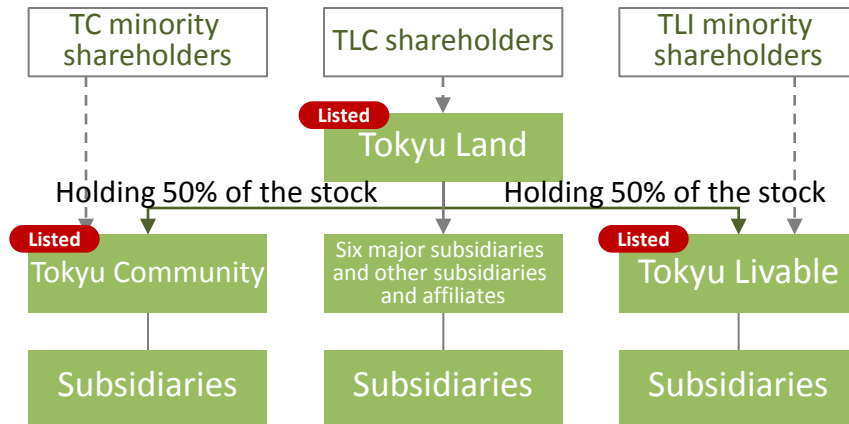 TC minority
shareholders
TLC shareholders
TLI minority
shareholders
Listed
Tokyu Land
Holding 50% of the stock
Holding 50% of the stock
Listed
Tokyu Community
Six major subsidiaries
and other subsidiaries
and affiliates
Listed
Tokyu Livable
Subsidiaries
Subsidiaries
Subsidiaries